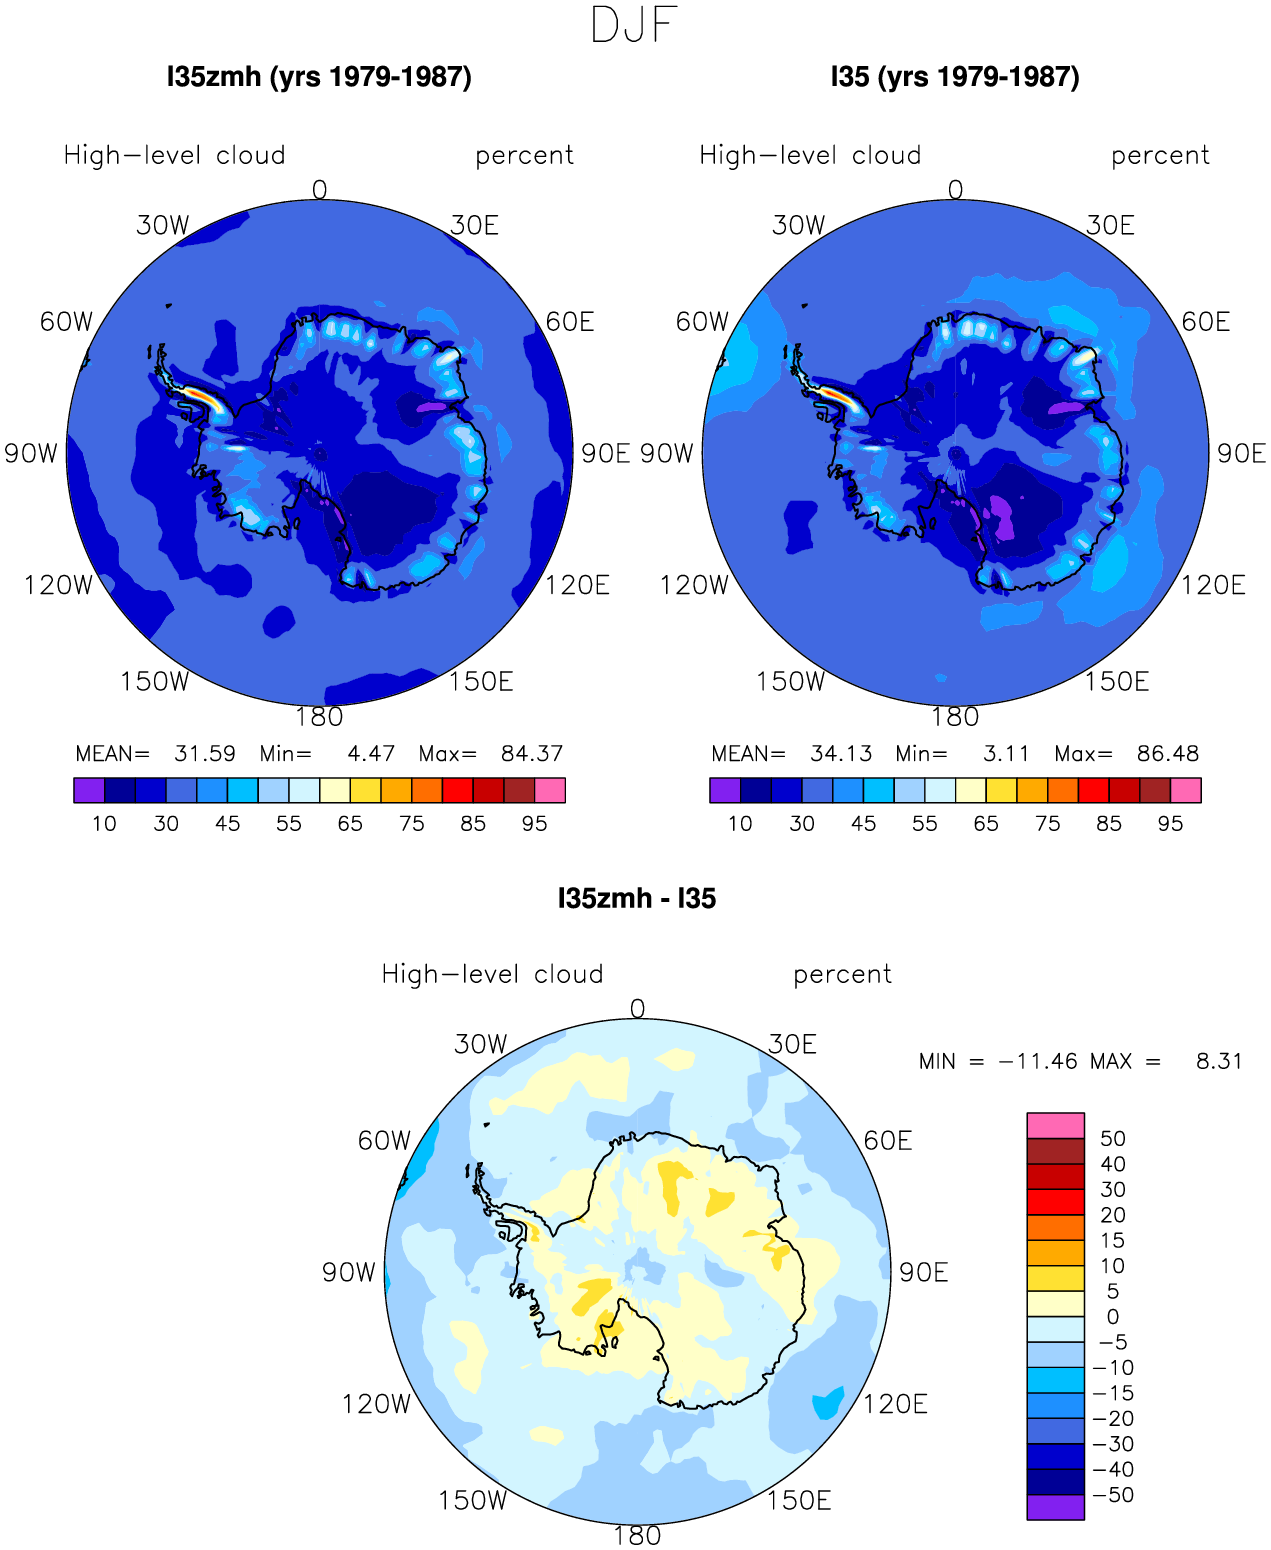 DJF
I35zmh (yrs 1979-1987) I35 (yrs 1979-1987)
High-level cloud percent High-level cloud percent
0 0
30W 30E 30W 30E
60W 60E 60W 60E
90W 90E 90W 90E
120W 120E 120W 120E
150W 150E 150W 150E
180 180
MEAN= 31.59 Min= 4.47 Max= 84.37 MEAN= 34.13 Min= 3.11 Max= 86.48
10 30 45 55 65 75 85 95 10 30 45 55 65 75 85 95
I35zmh - I35
High-level cloud percent
0
30W 30E
MIN = -11.46 MAX = 8.31
60W 60E
90W 90E
120W 120E
150W 150E
180
50
40
30
20
15
10
5
0
-5
-10
-15
-20
-30
-40
-50